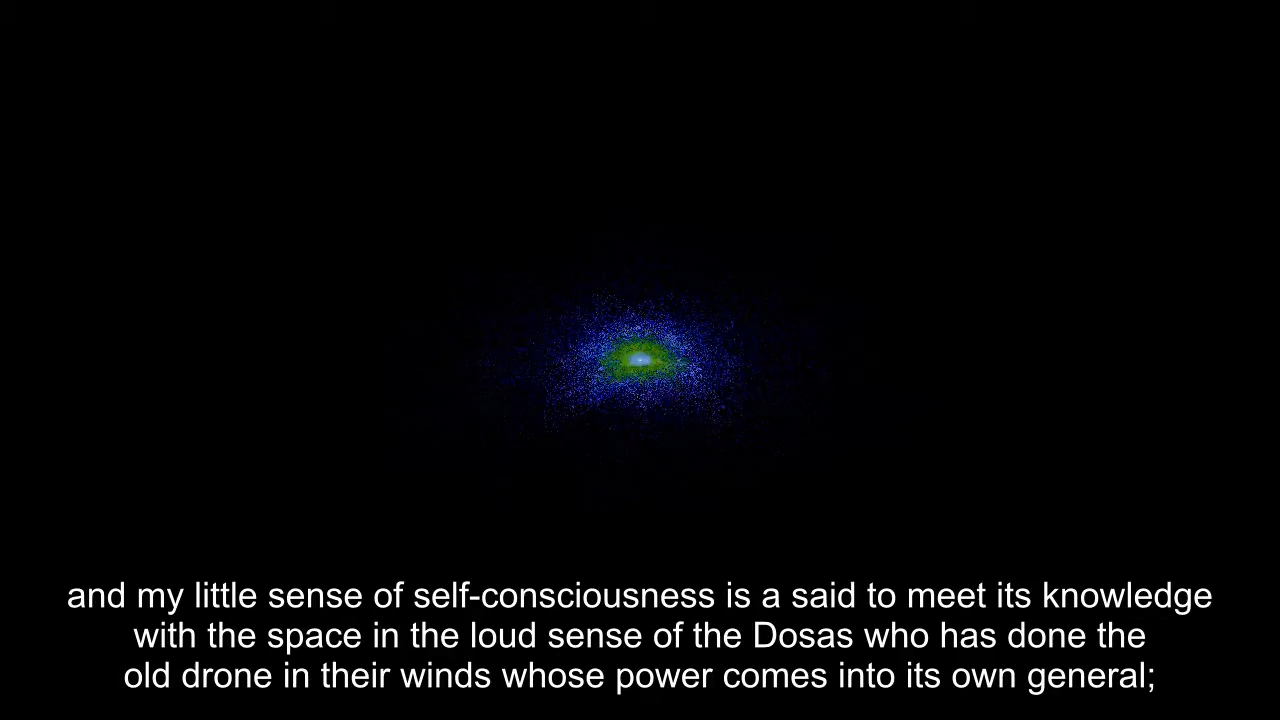 and my little sense of self-consciousness is a said to meet its knowledge
with the space in the loud sense of the Dosas who has done the
old drone in their winds whose power comes into its own general;